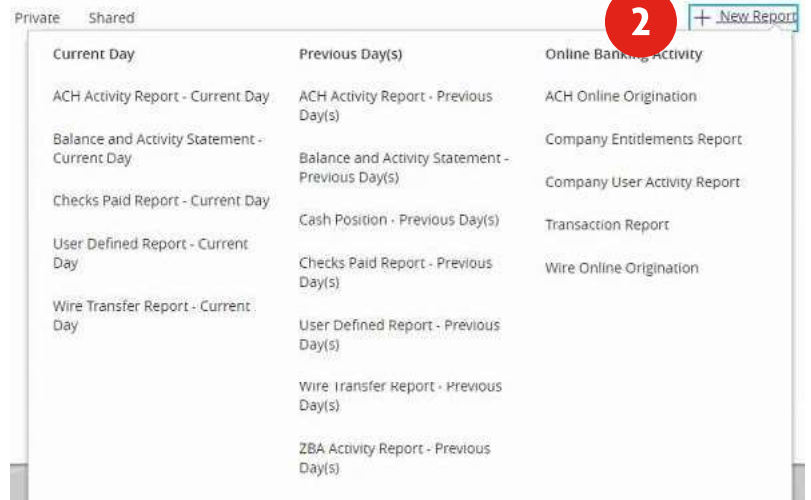 Private Shared
2
+ New Report
Current Day
ACH Activity Report - Current Day
Balance and Activity Statement -
Current Day
Checks Paid Report - Current Day
User Defined Report - Current
Day
Wire Transfer Report - Current
Day
Previous Day(s)
ACH Activity Report - Previous
Day(s)
Balance and Activity Statement -
Previous Day(s)
Cash Position - Previous Day(s)
Checks Paid Report - Previous
Day(s)
User Defined Report - Previous
Day(s)
Wire Transfer Report - Previous
Day(s)
ZBA Activity Report - Previous
Day(s)
Online Banking Activity
ACH Online Origination
Company Entitlements Report
Company User Activity Report
Transaction Report
Wire Online Origination